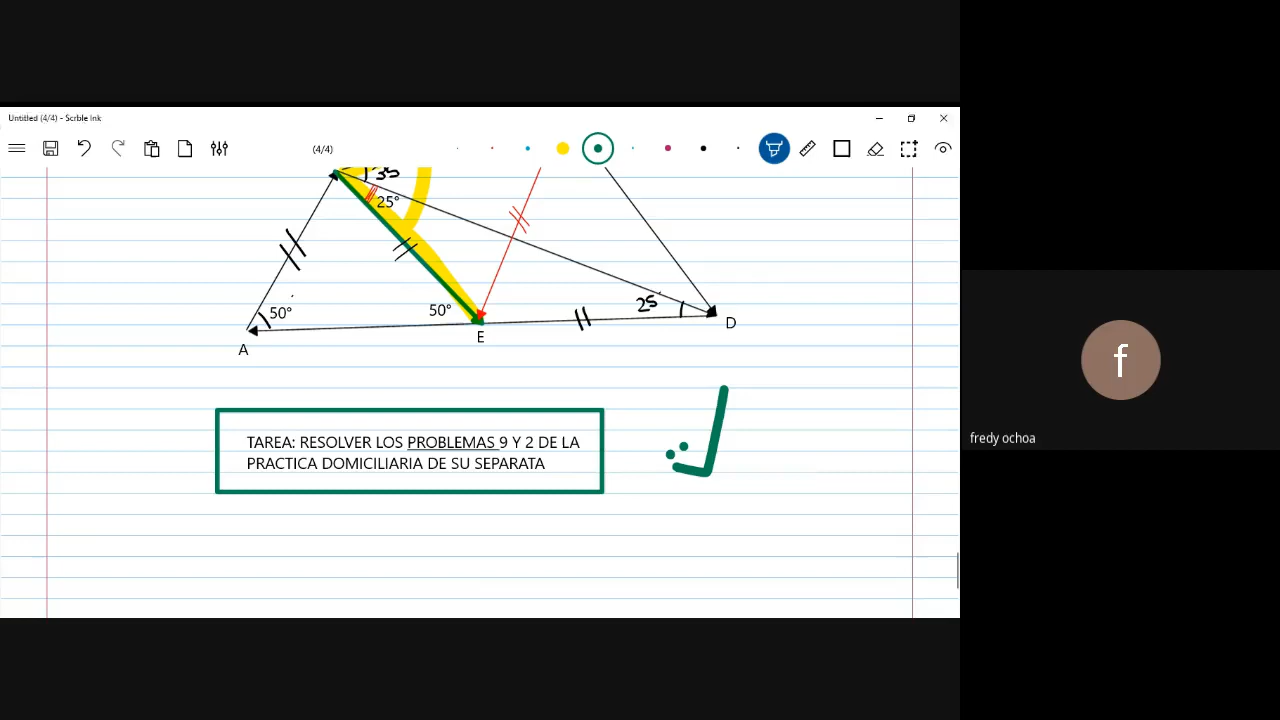 Untitled (4/4) - Scrble Ink
(4/4)
35
25°
50°
50°
25
A
E
D
f
fredy ochoa
TAREA: RESOLVER LOS PROBLEMAS 9 Y 2 DE LA
PRACTICA DOMICILIARIA DE SU SEPARATA